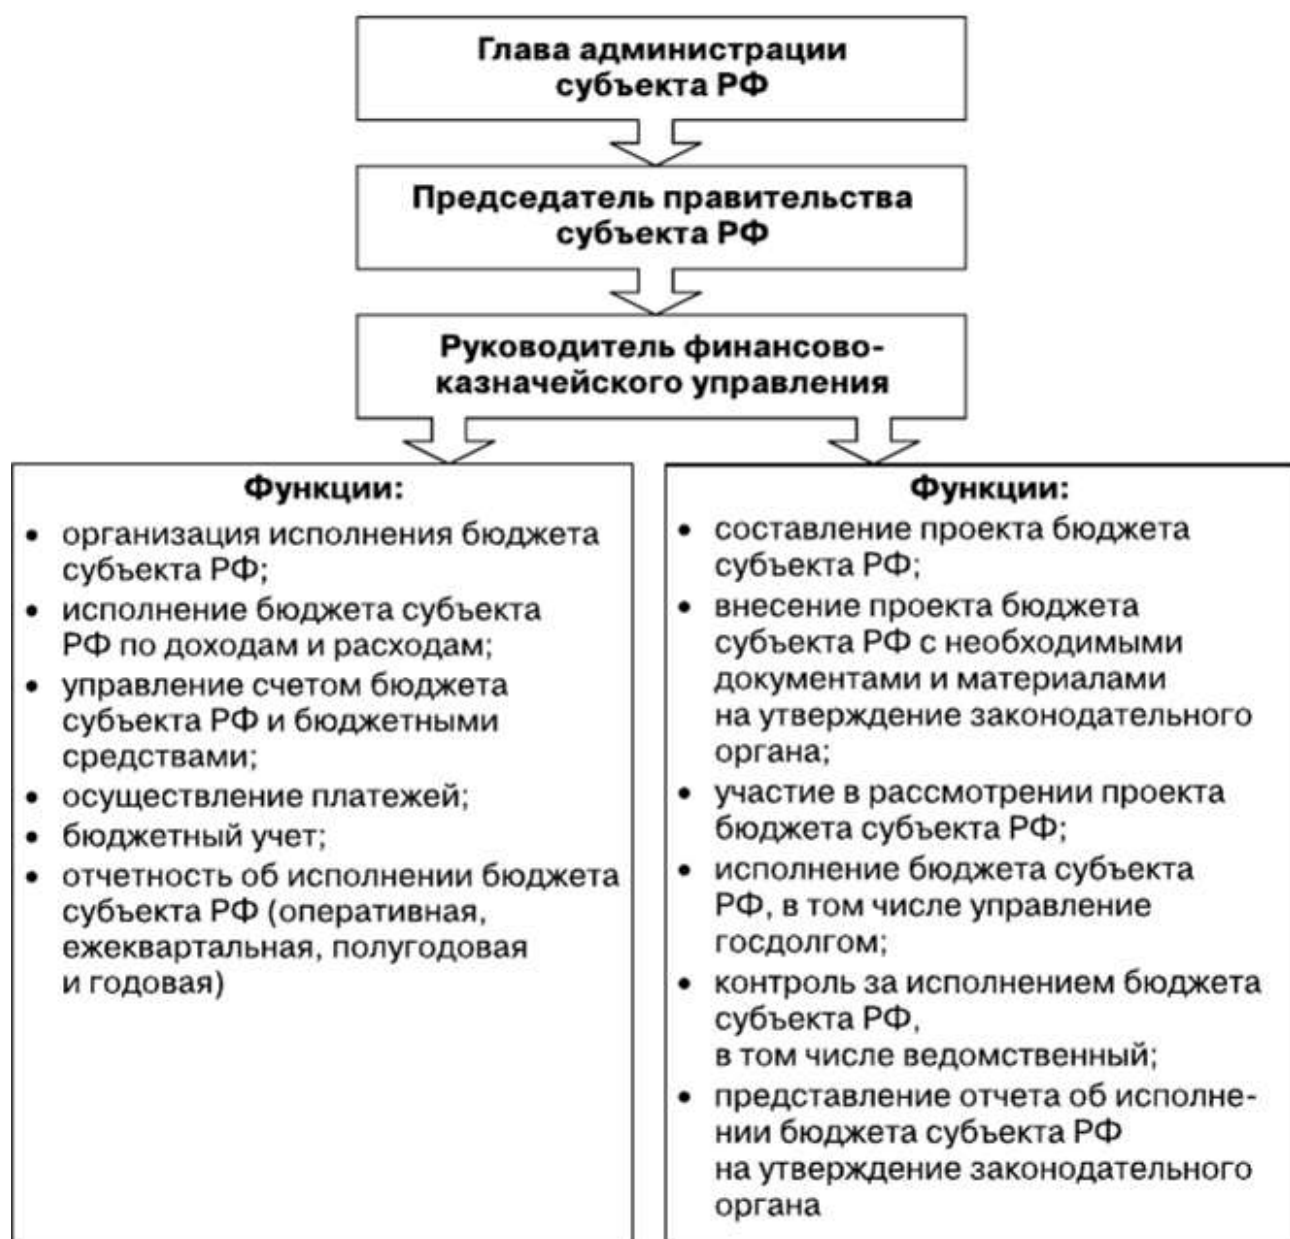 Глава администрации
субъекта РФ
Председатель правительства
субъекта РФ
Руководитель финансово-
казначейского управления
Функции:
• организация исполнения бюджета
субъекта РФ;
• исполнение бюджета субъекта
РФ по доходам и расходам;
• управление счетом бюджета
субъекта РФ и бюджетными
средствами;
• осуществление платежей;
• бюджетный учет;
• отчетность об исполнении бюджета
субъекта РФ (оперативная,
ежеквартальная, полугодовая
и годовая)
Функции:
• составление проекта бюджета
субъекта РФ;
• внесение проекта бюджета
субъекта РФ с необходимыми
документами и материалами
на утверждение законодательного
органа;
• участие в рассмотрении проекта
бюджета субъекта РФ;
• исполнение бюджета субъекта
РФ, в том числе управление
госдолгом;
• контроль за исполнением бюджета
субъекта РФ,
в том числе ведомственный;
• представление отчета об исполне-
нии бюджета субъекта РФ
на утверждение законодательного
органа